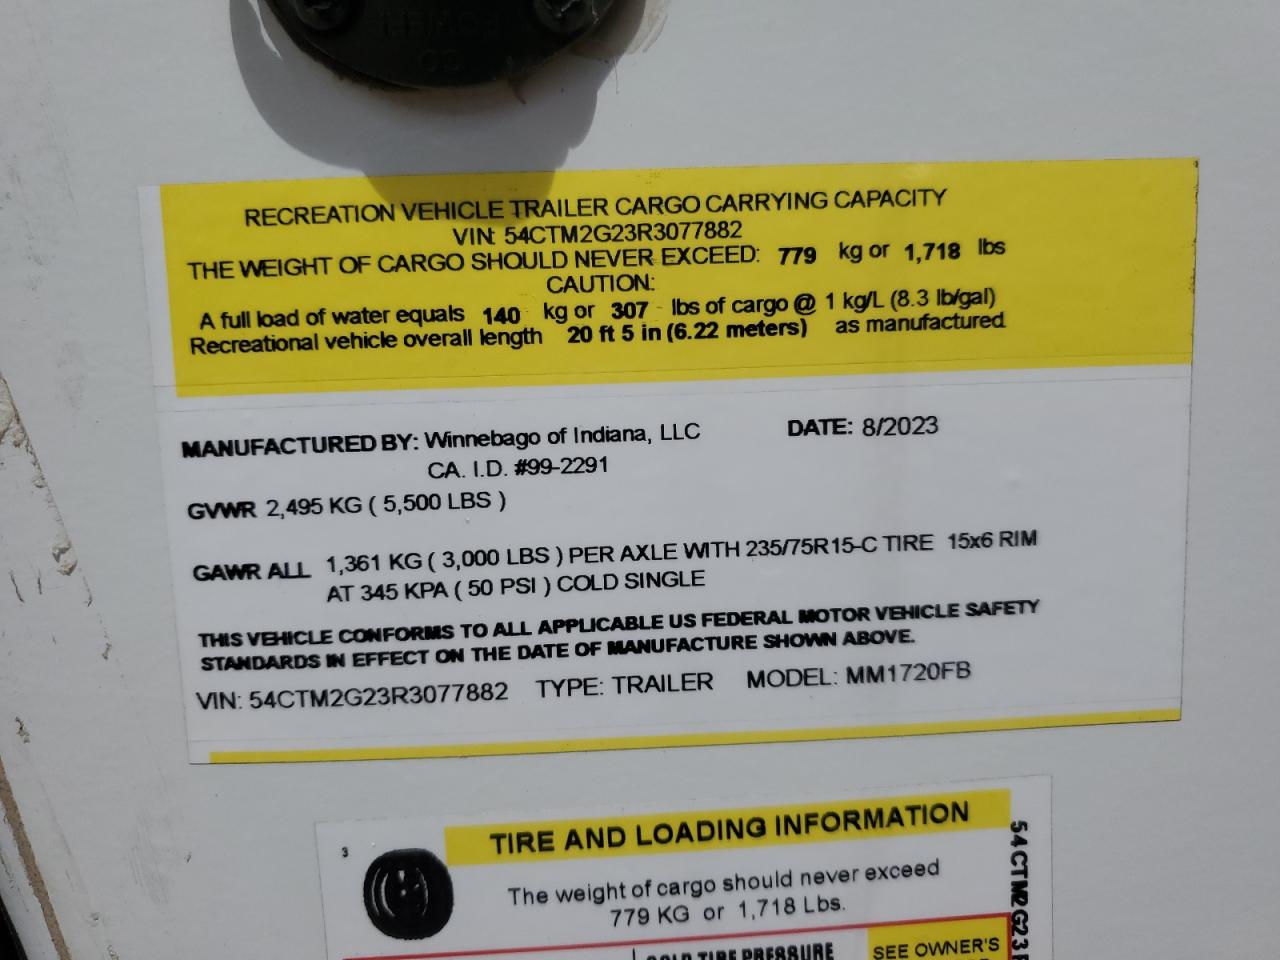 RECREATION VEHICLE TRAILER CARGO CARRYING CAPACITY
VIN: 54CTM2G23R3077882
THE WEIGHT OF CARGO SHOULD NEVER EXCEED: 779 kg or 1,718 lbs
CAUTION:
A full load of water equals 140 kg or 307 lbs of cargo @ 1 kg/L (8.3 lb/gal)
Recreational vehicle overall length 20 ft 5 in (6.22 meters) as manufactured
MANUFACTURED BY: Winnebago of Indiana, LLC DATE: 8/2023
CA. I.D. #99-2291
GVWR 2,495 KG ( 5,500 LBS )
GAWR ALL 1,361 KG ( 3,000 LBS ) PER AXLE WITH 235/75R15-C TIRE 15x6 RIM
AT 345 KPA ( 50 PSI ) COLD SINGLE
THIS VEHICLE CONFORMS TO ALL APPLICABLE US FEDERAL MOTOR VEHICLE SAFETY
STANDARDS IN EFFECT ON THE DATE OF MANUFACTURE SHOWN ABOVE.
VIN: 54CTM2G23R3077882 TYPE: TRAILER MODEL: MM1720FB
3
TIRE AND LOADING INFORMATION
The weight of cargo should never exceed
779 KG or 1,718 Lbs.
COLD TIRE PRESSURE
SEE OWNER'S
54CTM2G23